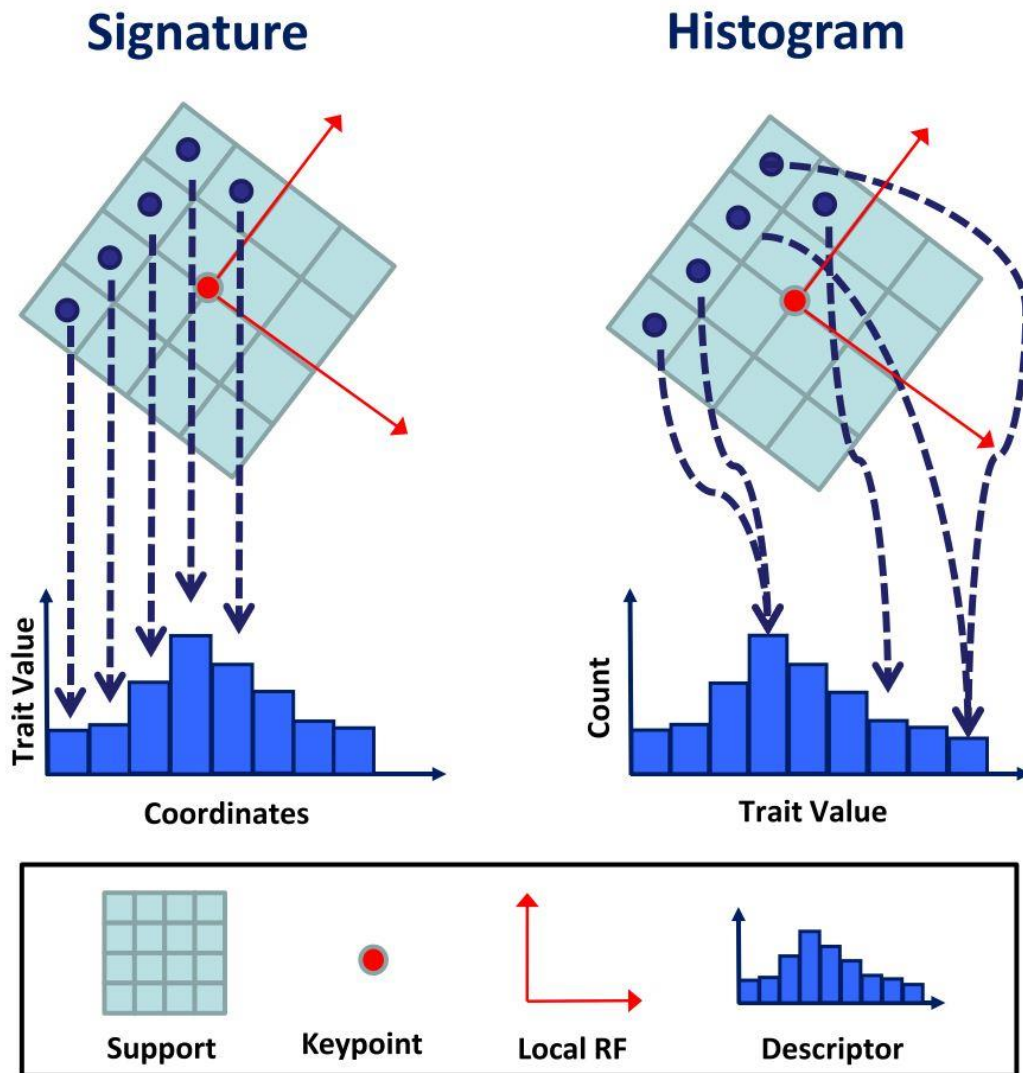 Signature
Histogram
Trait Value
Coordinates
Count
Trait Value
Support
Keypoint
Local RF
Descriptor